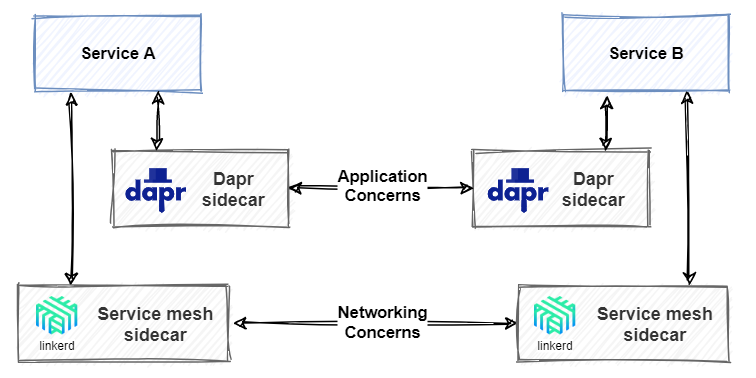 Service A
Service B
dapr
Dapr
sidecar
Application
Concerns
dapr
Dapr
sidecar
linkerd
Service mesh
sidecar
Networking
Concerns
linkerd
Service mesh
sidecar